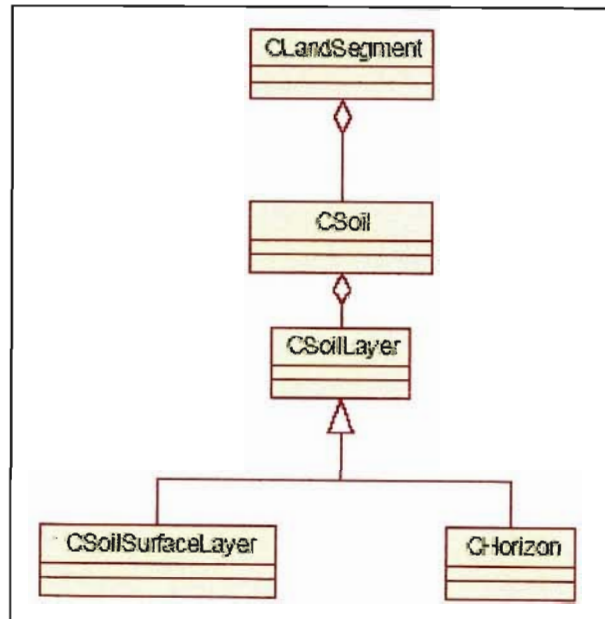 CLandSegment
CSoil
CSoilLayer
CSoilSurfaceLayer
CHorizon